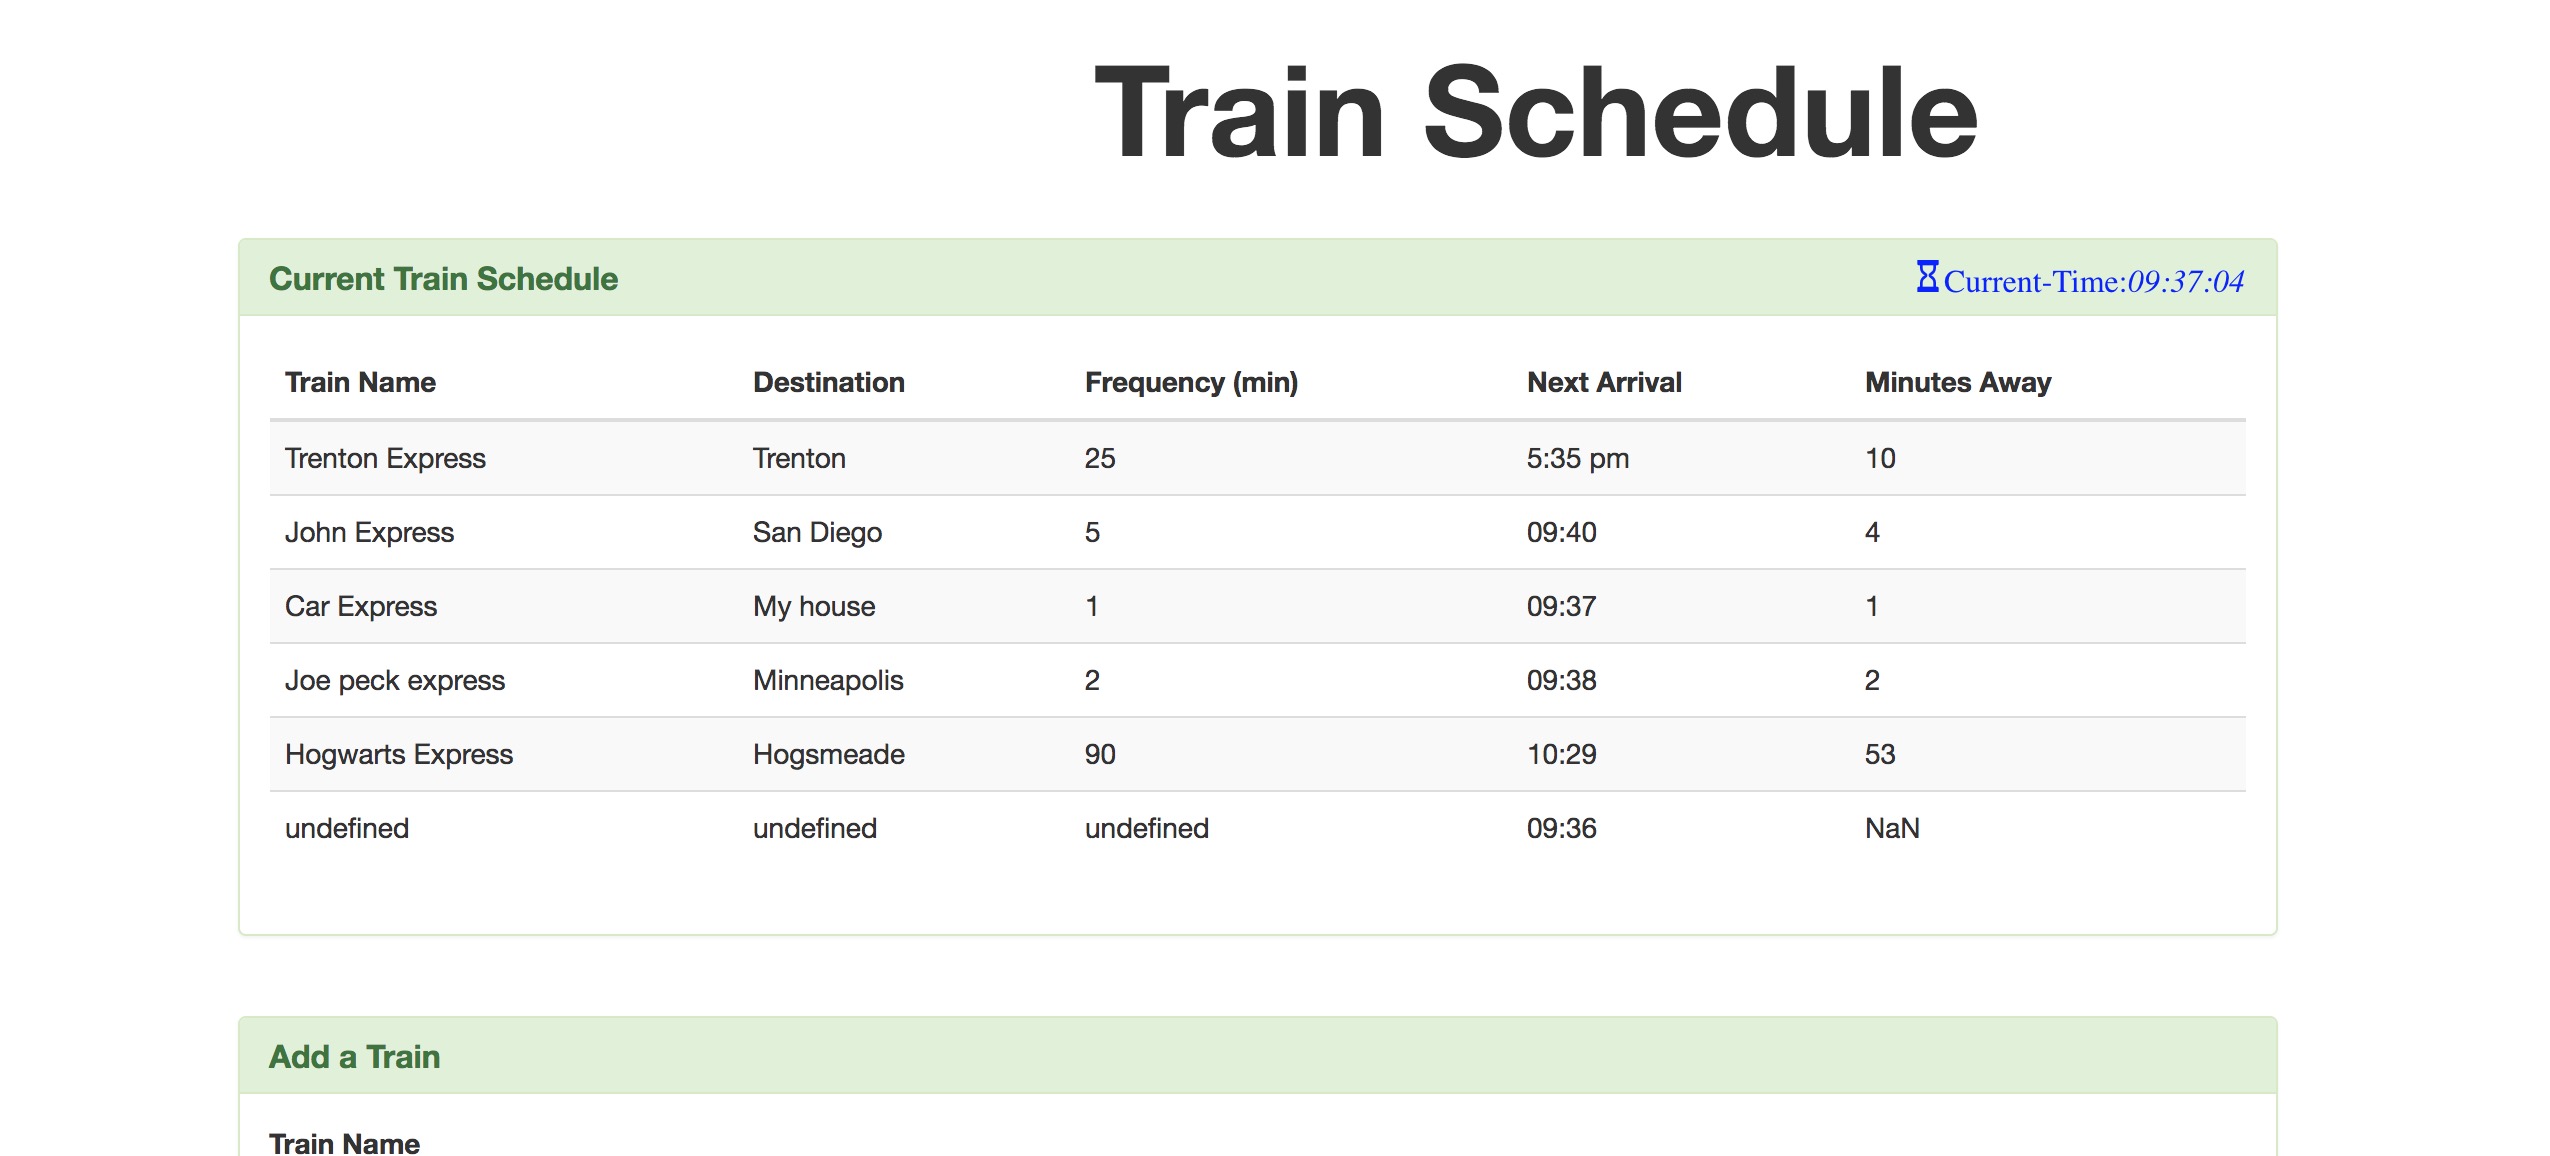 Train Schedule
Current Train Schedule Current-Time:09:37:04
Train Name Destination Frequency (min) Next Arrival Minutes Away
Trenton Express Trenton 25 5:35 pm 10
John Express San Diego 5 09:40 4
Car Express My house 1 09:37 1
Joe peck express Minneapolis 2 09:38 2
Hogwarts Express Hogsmeade 90 10:29 53
undefined undefined undefined 09:36 NaN
Add a Train
Train Name